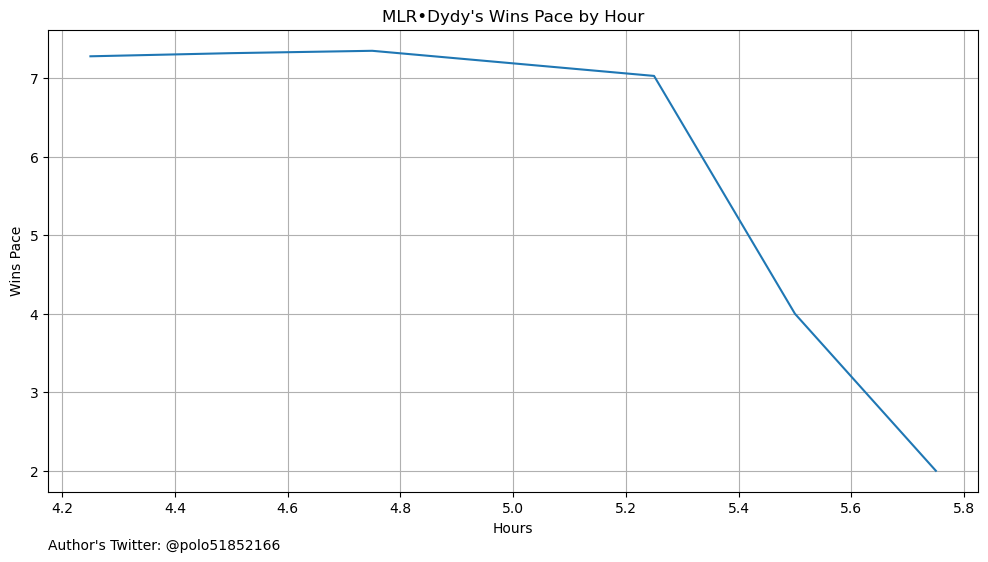 MLR•Dydy's Wins Pace by Hour
7
6
5
4
3
2
Wins Pace
4.2 4.4 4.6 4.8 5.0 5.2 5.4 5.6 5.8
Hours
Author's Twitter: @polo51852166